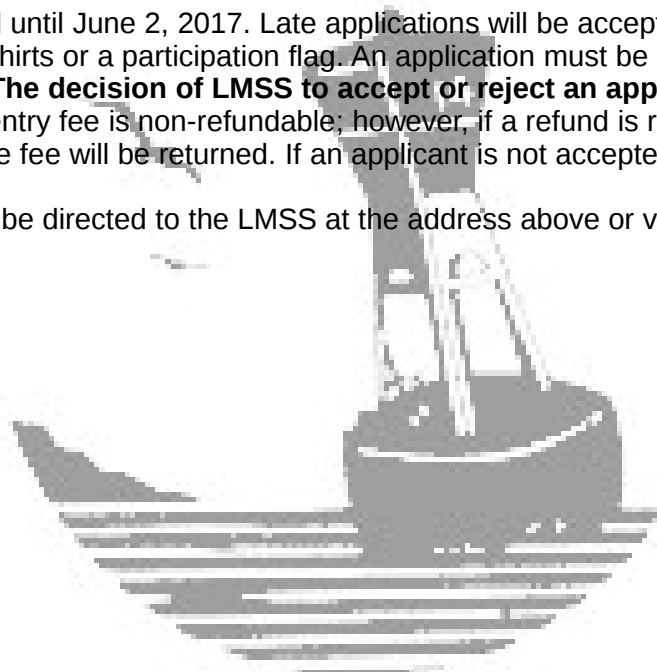 until June 2, 2017. Late applications will be accept
hirts or a participation flag. An application must be
The decision of LMSS to accept or reject an app
entry fee is non-refundable; however, if a refund is r
e fee will be returned. If an applicant is not accepte
be directed to the LMSS at the address above or v